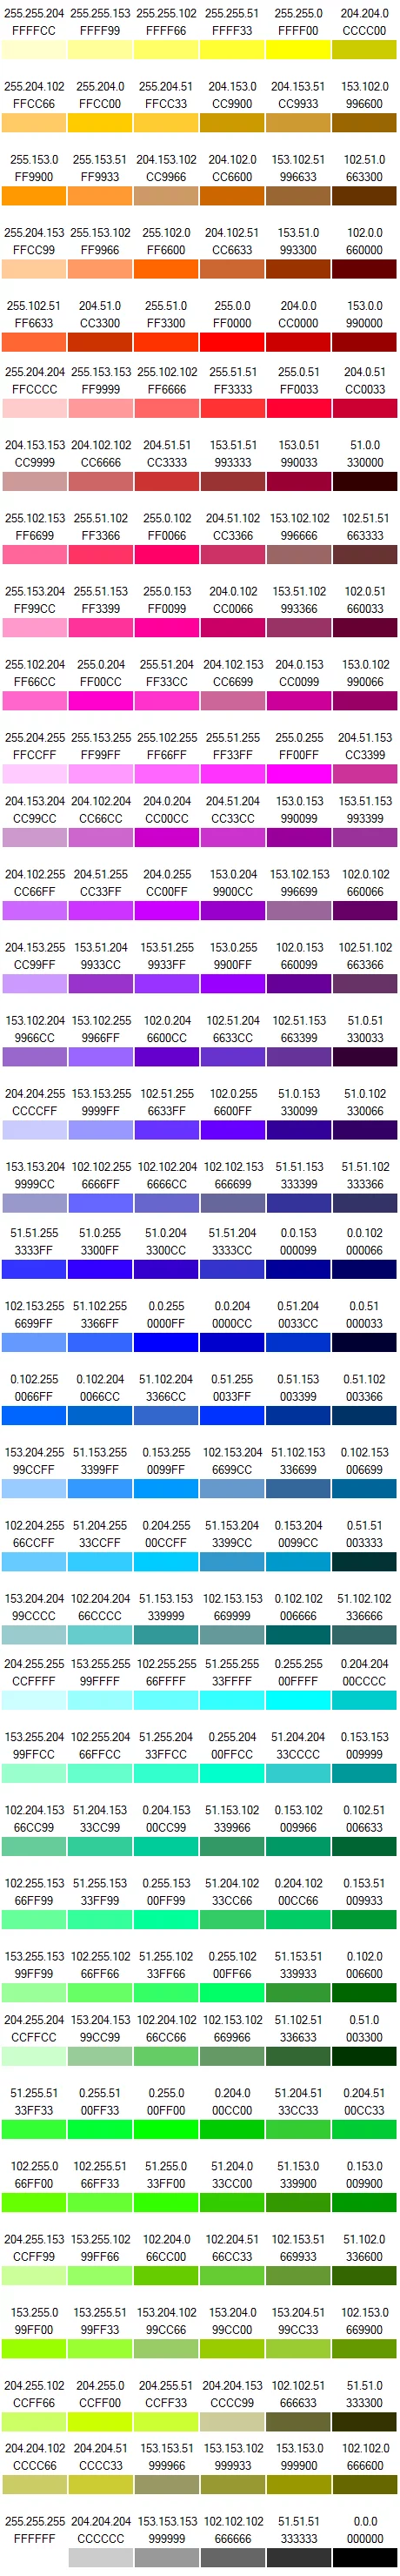 255.255.204 255.255.153 255.255.102 255.255.51 255.255.0 204.204.0
FFFFCC FFFF99 FFFF66 FFFF33 FFFF00 CCCC00
255.204.102 255.204.0 255.204.51 204.153.0 204.153.51 153.102.0
FFCC66 FFCC00 FFCC33 CC9900 CC9933 996600
255.153.0 255.153.51 204.153.102 204.102.0 153.102.51 102.51.0
FF9900 FF9933 CC9966 CC6600 996633 663300
255.204.153 255.153.102 255.102.0 204.102.51 153.51.0 102.0.0
FFCC99 FF9966 FF6600 CC6633 993300 660000
255.102.51 204.51.0 255.51.0 255.0.0 204.0.0 153.0.0
FF6633 CC3300 FF3300 FF0000 CC0000 990000
255.204.204 255.153.153 255.102.102 255.51.51 255.0.51 204.0.51
FFCCCC FF9999 FF6666 FF3333 FF0033 CC0033
204.153.153 204.102.102 204.51.51 153.51.51 153.0.51 51.0.0
CC9999 CC6666 CC3333 993333 990033 330000
255.102.153 255.51.102 255.0.102 204.51.102 153.102.102 102.51.51
FF6699 FF3366 FF0066 CC3366 996666 663333
255.153.204 255.51.153 255.0.153 204.0.102 153.51.102 102.0.51
FF99CC FF3399 FF0099 CC0066 993366 660033
255.102.204 255.0.204 255.51.204 204.102.153 204.0.153 153.0.102
FF66CC FF00CC FF33CC CC6699 CC0099 990066
255.204.255 255.153.255 255.102.255 255.51.255 255.0.255 204.51.153
FFCCFF FF99FF FF66FF FF33FF FF00FF CC3399
204.153.204 204.102.204 204.0.204 204.51.204 153.0.153 153.51.153
CC99CC CC66CC CC00CC CC33CC 990099 993399
204.102.255 204.51.255 204.0.255 153.0.204 153.102.153 102.0.102
CC66FF CC33FF CC00FF 9900CC 996699 660066
204.153.255 153.51.204 153.51.255 153.0.255 102.0.153 102.51.102
CC99FF 9933CC 9933FF 9900FF 660099 663366
153.102.204 153.102.255 102.0.204 102.51.204 102.51.153 51.0.51
9966CC 9966FF 6600CC 6633CC 663399 330033
204.204.255 153.153.255 102.51.255 102.0.255 51.0.153 51.0.102
CCCCFF 9999FF 6633FF 6600FF 330099 330066
153.153.204 102.102.255 102.102.204 102.102.153 51.51.153 51.51.102
9999CC 6666FF 6666CC 666699 333399 333366
51.51.255 51.0.255 51.0.204 51.51.204 0.0.153 0.0.102
3333FF 3300FF 3300CC 3333CC 000099 000066
102.153.255 51.102.255 0.0.255 0.0.204 0.51.204 0.0.51
6699FF 3366FF 0000FF 0000CC 0033CC 000033
0.102.255 0.102.204 51.102.204 0.51.255 0.51.153 0.51.102
0066FF 0066CC 3366CC 0033FF 003399 003366
153.204.255 51.153.255 0.153.255 102.153.204 51.102.153 0.102.153
99CCFF 3399FF 0099FF 6699CC 336699 006699
102.204.255 51.204.255 0.204.255 51.153.204 0.153.204 0.51.51
66CCFF 33CCFF 00CCFF 3399CC 0099CC 003333
153.204.204 102.204.204 51.153.153 102.153.153 0.102.102 51.102.102
99CCCC 66CCCC 339999 669999 006666 336666
204.255.255 153.255.255 102.255.255 51.255.255 0.255.255 0.204.204
CCFFFF 99FFFF 66FFFF 33FFFF 00FFFF 00CCCC
153.255.204 102.255.204 51.255.204 0.255.204 51.204.204 0.153.153
99FFCC 66FFCC 33FFCC 00FFCC 33CCCC 009999
102.204.153 51.204.153 0.204.153 51.153.102 0.153.102 0.102.51
66CC99 33CC99 00CC99 339966 009966 006633
102.255.153 51.255.153 0.255.153 51.204.102 0.204.102 0.153.51
66FF99 33FF99 00FF99 33CC66 00CC66 009933
153.255.153 102.255.102 51.255.102 0.255.102 51.153.51 0.102.0
99FF99 66FF66 33FF66 00FF66 339933 006600
204.255.204 153.204.153 102.204.102 102.153.102 51.102.51 0.51.0
CCFFCC 99CC99 66CC66 669966 336633 003300
51.255.51 0.255.51 0.255.0 0.204.0 51.204.51 0.204.51
33FF33 00FF33 00FF00 00CC00 33CC33 00CC33
102.255.0 102.255.51 51.255.0 51.204.0 51.153.0 0.153.0
66FF00 66FF33 33FF00 33CC00 339900 009900
204.255.153 153.255.102 102.204.0 102.204.51 102.153.51 51.102.0
CCFF99 99FF66 66CC00 66CC33 669933 336600
153.255.0 153.255.51 153.204.102 153.204.0 153.204.51 102.153.0
99FF00 99FF33 99CC66 99CC00 99CC33 669900
204.255.102 204.255.0 204.255.51 204.204.153 102.102.51 51.51.0
CCFF66 CCFF00 CCFF33 CCCC99 666633 333300
204.204.102 204.204.51 153.153.51 153.153.102 153.153.0 102.102.0
CCCC66 CCCC33 999966 999933 999900 666600
255.255.255 204.204.204 153.153.153 102.102.102 51.51.51 0.0.0
FFFFFF CCCCCC 999999 666666 333333 000000